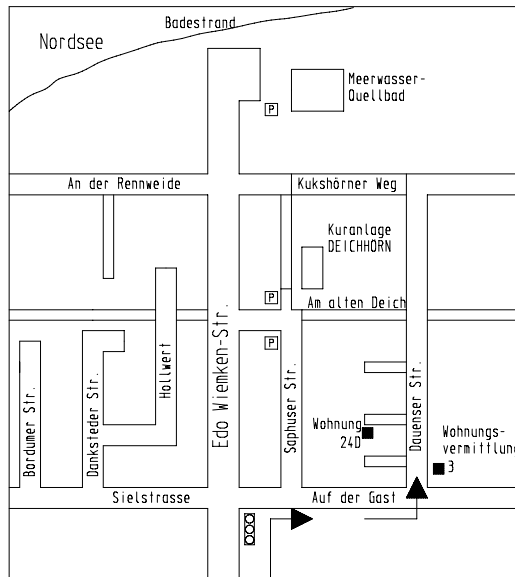 Badestrand
Nordsee
Meerwasser-
Quellbad
P
An der Rennweide
Kukshörner Weg
Kuranlage
DEICHHÖRN
P
Am alten Deich
P
Edo Wiemken-Str.
Hollwert
Bordumer Str.
Danksteder Str.
Saphuser Str.
Dauenser Str.
Wohnung
24D
Wohnungs-
vermittlung
3
Sielstrasse
Auf der Gast